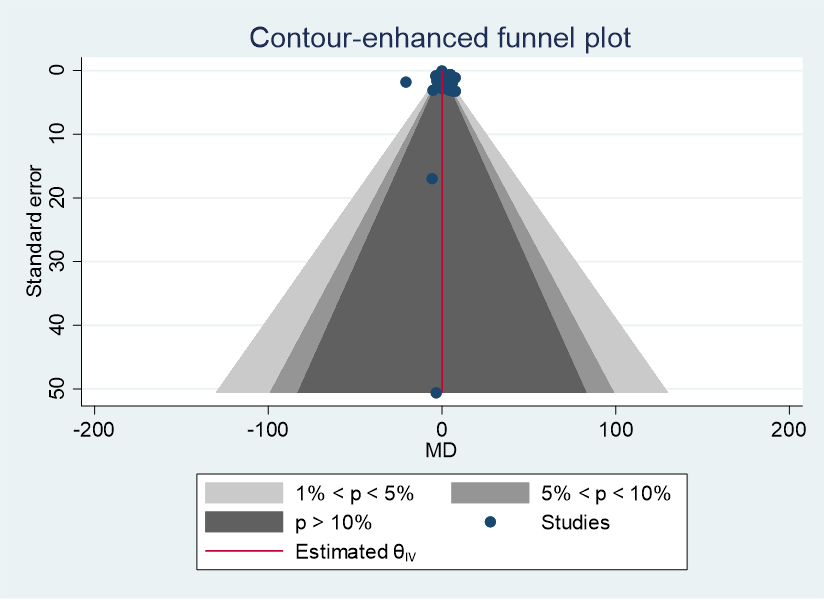 Contour-enhanced funnel plot
Standard error
0
10
20
30
40
50
-200 -100 0 100 200
MD
1% < p < 5% 5% < p < 10%
p > 10% Studies
Estimated θIV